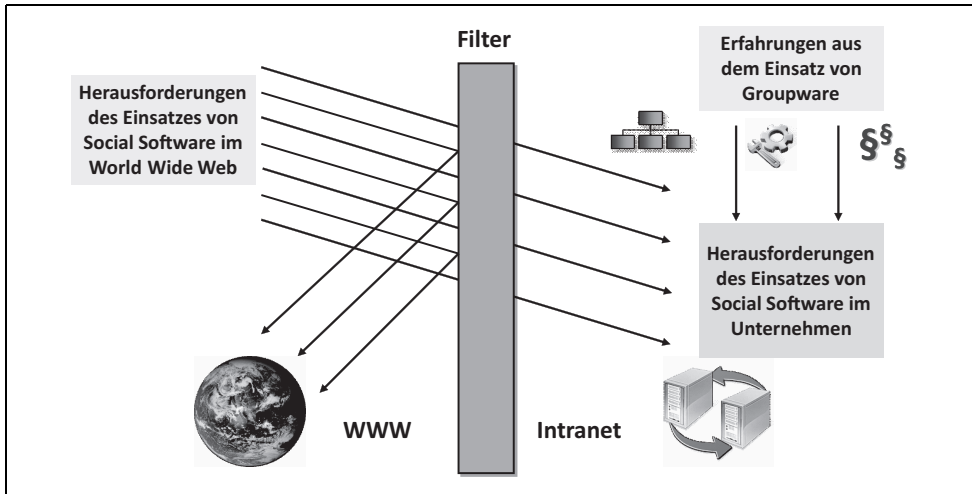 Filter
Herausforderungen
des Einsatzes von
Social Software im
World Wide Web
Erfahrungen aus
dem Einsatz von
Groupware
§§§
Herausforderungen
des Einsatzes von
Social Software im
Unternehmen
WWW
Intranet